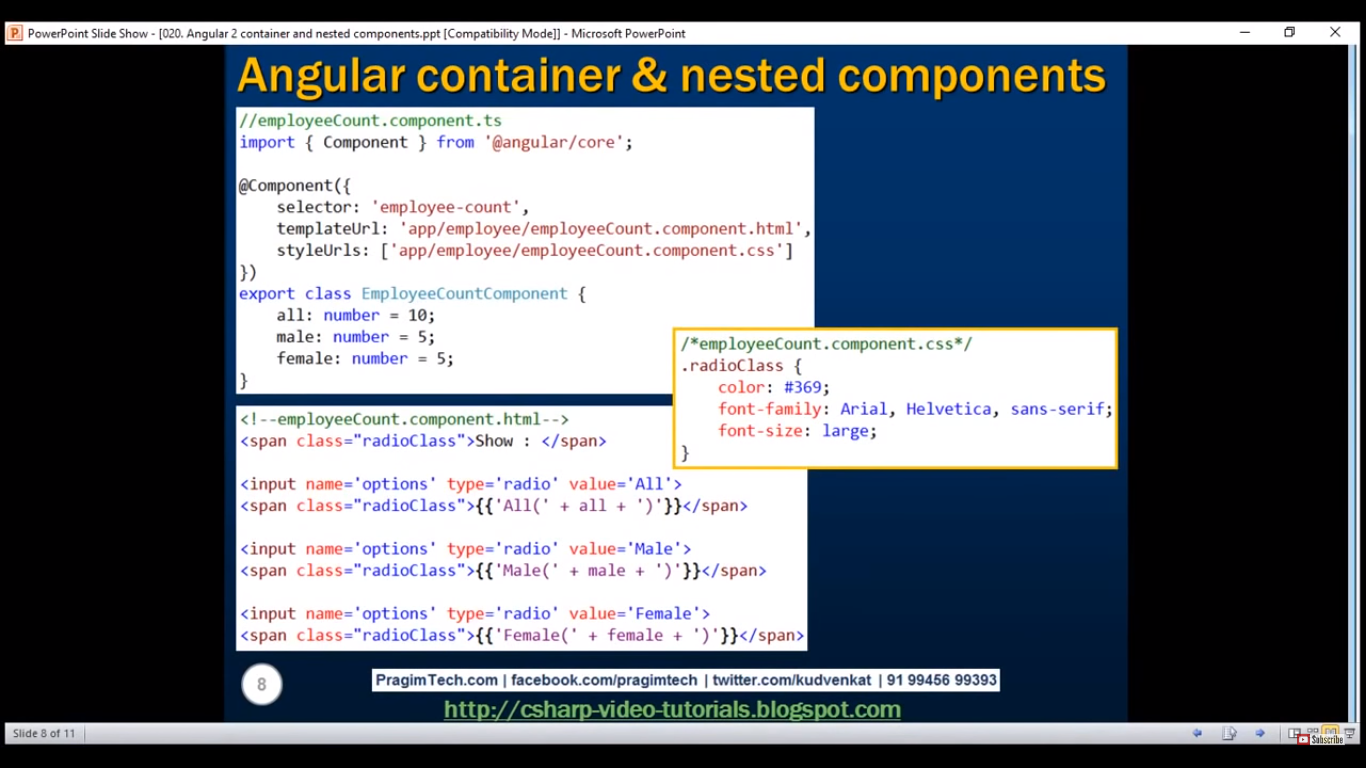 PowerPoint Slide Show - [020. Angular 2 container and nested components.ppt [Compatibility Mode]] - Microsoft PowerPoint
Angular container & nested components
//employeeCount.component.ts
import { Component } from '@angular/core';
@Component({
selector: 'employee-count',
templateUrl: 'app/employee/employeeCount.component.html',
styleUrls: ['app/employee/employeeCount.component.css']
})
export class EmployeeCountComponent {
all: number = 10;
male: number = 5;
female: number = 5;
}
/*employeeCount.component.css*/
.radioClass {
color: #369;
font-family: Arial, Helvetica, sans-serif;
font-size: large;
}
<!--employeeCount.component.html-->
<span class="radioClass">Show : </span>
<input name='options' type='radio' value='All'>
<span class="radioClass">{{'All(' + all + ')'}}</span>
<input name='options' type='radio' value='Male'>
<span class="radioClass">{{'Male(' + male + ')'}}</span>
<input name='options' type='radio' value='Female'>
<span class="radioClass">{{'Female(' + female + ')'}}</span>
8
PragimTech.com | facebook.com/pragimtech | twitter.com/kudvenkat | 91 99456 99393
http://csharp-video-tutorials.blogspot.com
Slide 8 of 11
Subscribe